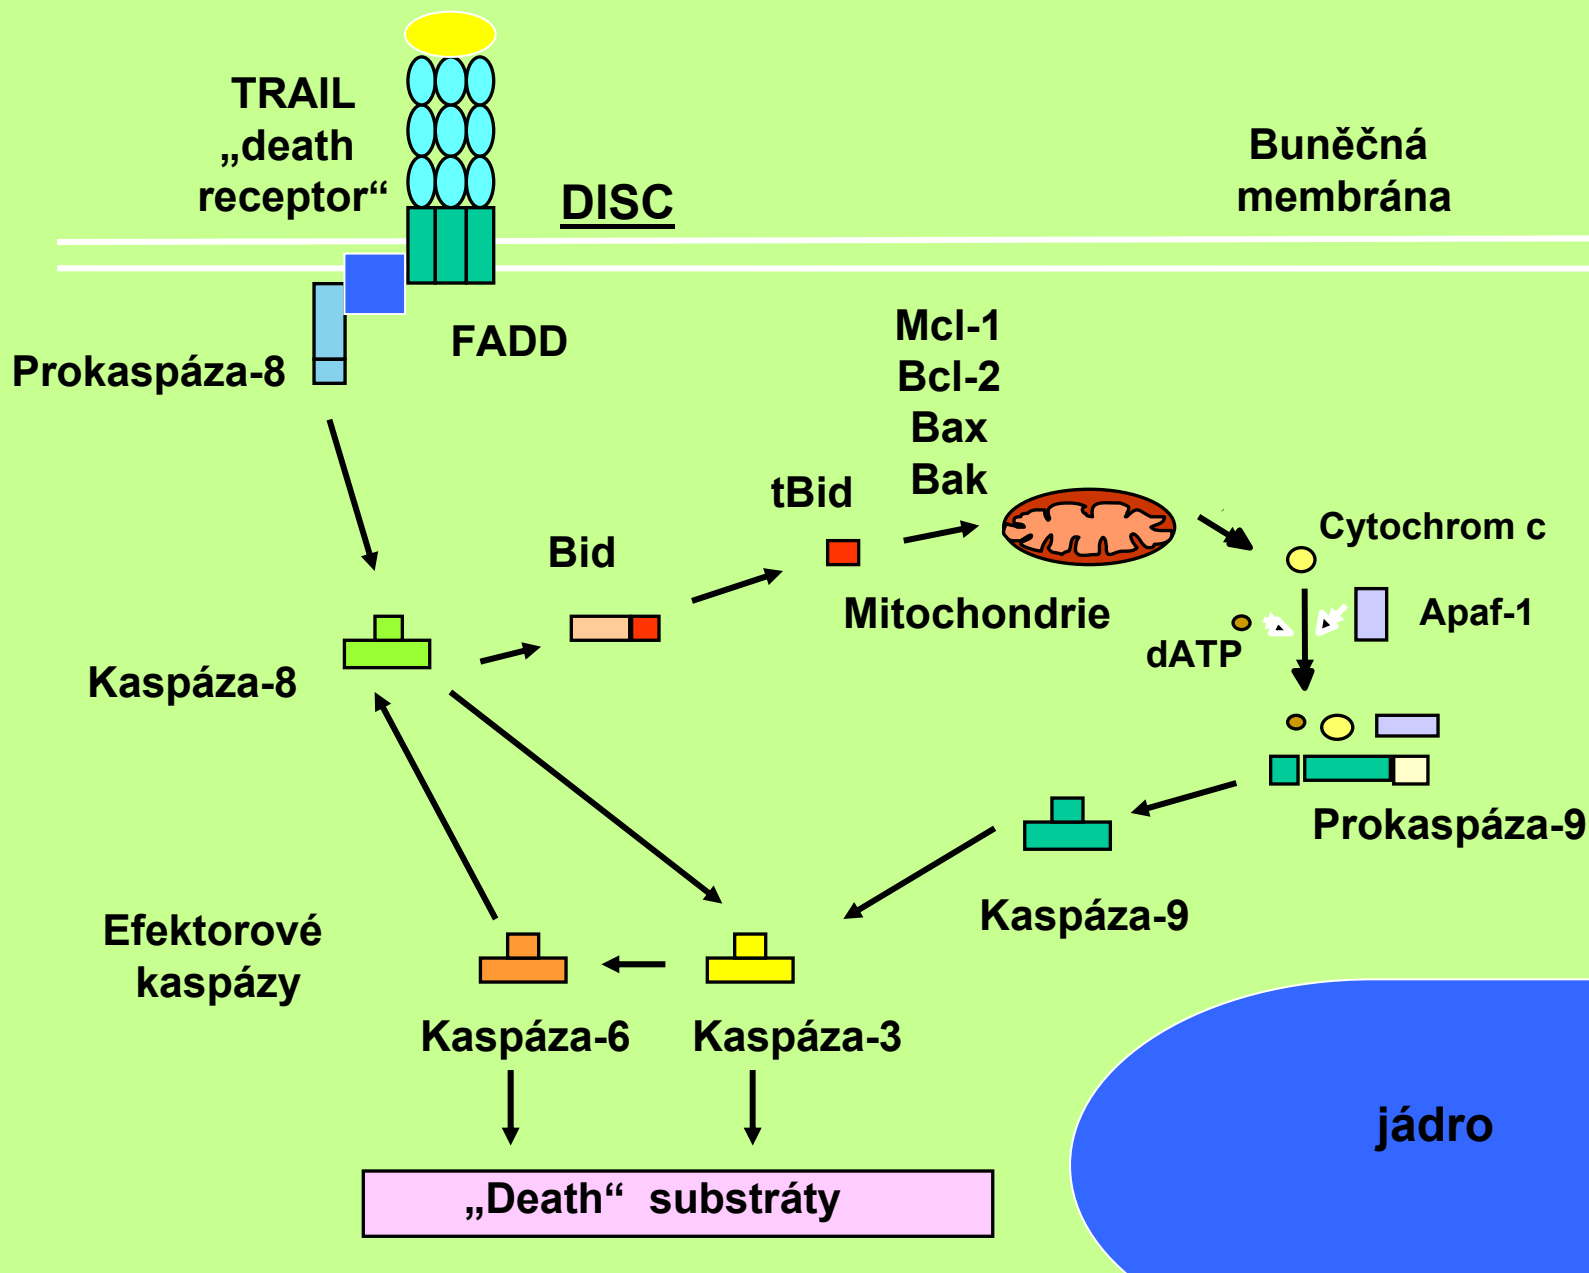 TRAIL
„death
receptor“
DISC
Buněčná
membrána
FADD
Prokaspáza-8
Mcl-1
Bcl-2
Bax
Bak
tBid
Bid
Cytochrom c
Mitochondrie
Apaf-1
dATP
Kaspáza-8
Prokaspáza-9
Kaspáza-9
Efektorové
kaspázy
Kaspáza-6
Kaspáza-3
jádro
„Death“ substráty